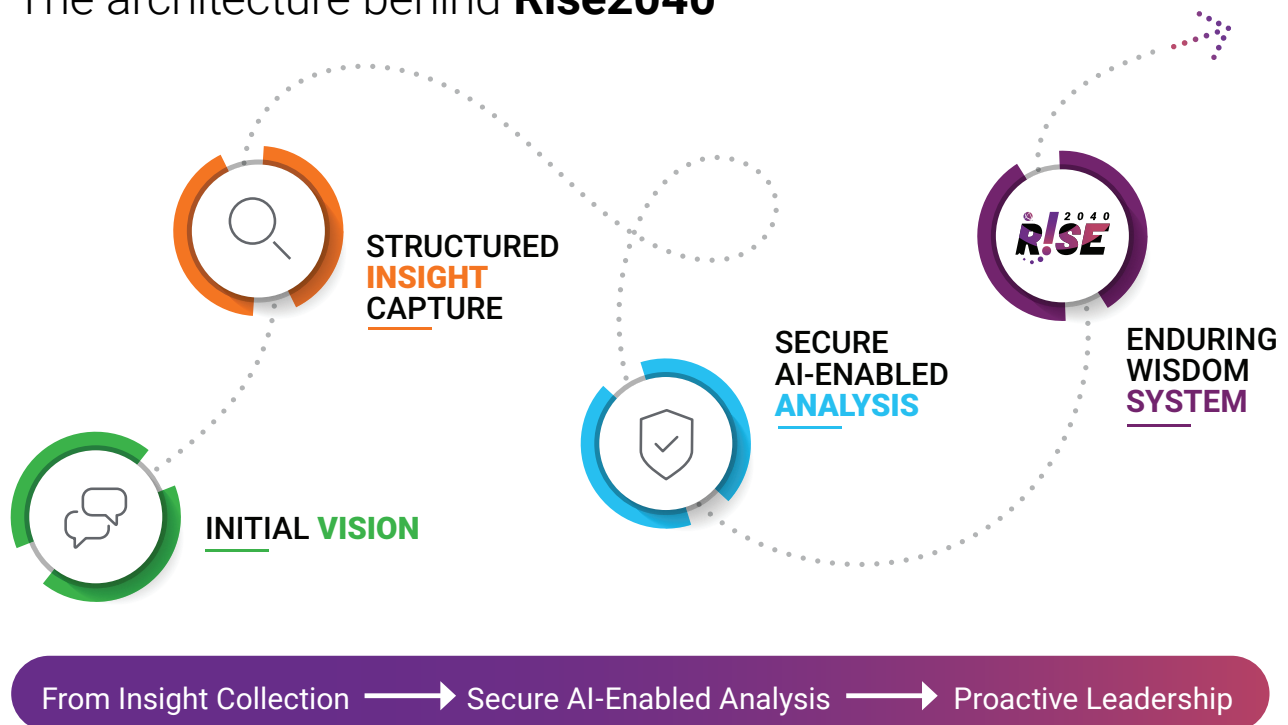 The architecture behind Rise2040
2040
R!SE
STRUCTURED
INSIGHT
CAPTURE
SECURE
AI-ENABLED
ANALYSIS
ENDURING
WISDOM
SYSTEM
INITIAL VISION
From Insight Collection → Secure AI-Enabled Analysis → Proactive Leadership